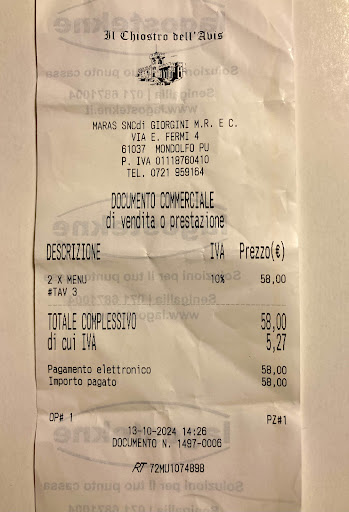 Il Chiostro dell'Avis
MARAS SNCdi GIORGINI M.R. E C.
VIA E. FERMI 4
61037 MONDOLFO PU
P. IVA 01118760410
TEL. 0721 959164
DOCUMENTO COMMERCIALE
di vendita o prestazione
DESCRIZIONE IVA Prezzo(€)
2 X MENU 10% 58,00
#TAV 3
TOTALE COMPLESSIVO 58,00
di cui IVA 5,27
Pagamento elettronico 58,00
Importo pagato 58,00
OP# 1 PZ#1
13-10-2024 14:26
DOCUMENTO N. 1497-0006
RT 72MU1074898